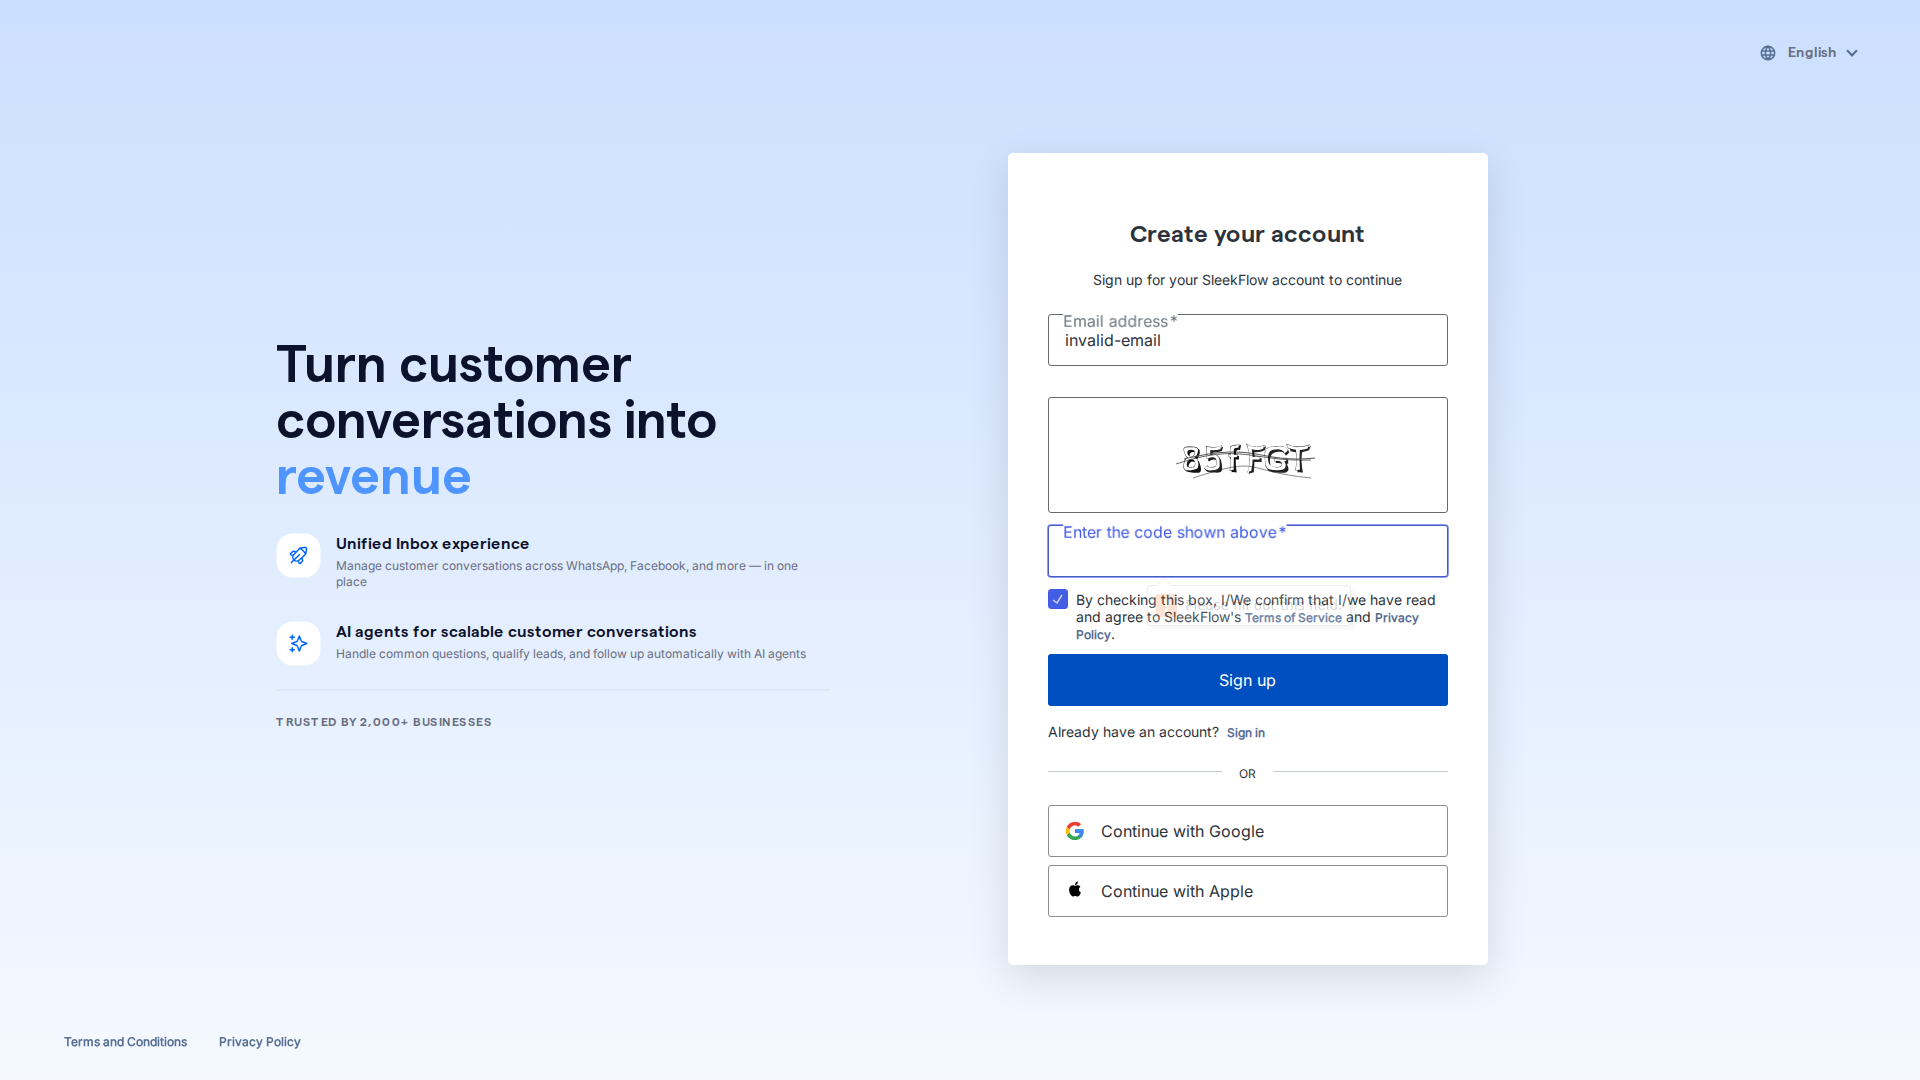 English
Turn customer
conversations into
revenue
Unified Inbox experience
Manage customer conversations across WhatsApp, Facebook, and more — in one
place
AI agents for scalable customer conversations
Handle common questions, qualify leads, and follow up automatically with AI agents
TRUSTED BY 2,000+ BUSINESSES
Create your account
Sign up for your SleekFlow account to continue
Email address*
invalid-email
85fFGT
Enter the code shown above*
Please fill out this field.
By checking this box, I/We confirm that I/we have read
and agree to SleekFlow's Terms of Service and Privacy
Policy.
Sign up
Already have an account? Sign in
OR
Continue with Google
Continue with Apple
Terms and Conditions Privacy Policy